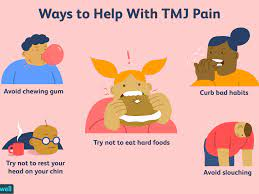 Ways to Help With TMJ Pain
Avoid chewing gum
Curb bad habits
Try not to eat hard foods
Try not to rest your
head on your chin
Avoid slouching
well